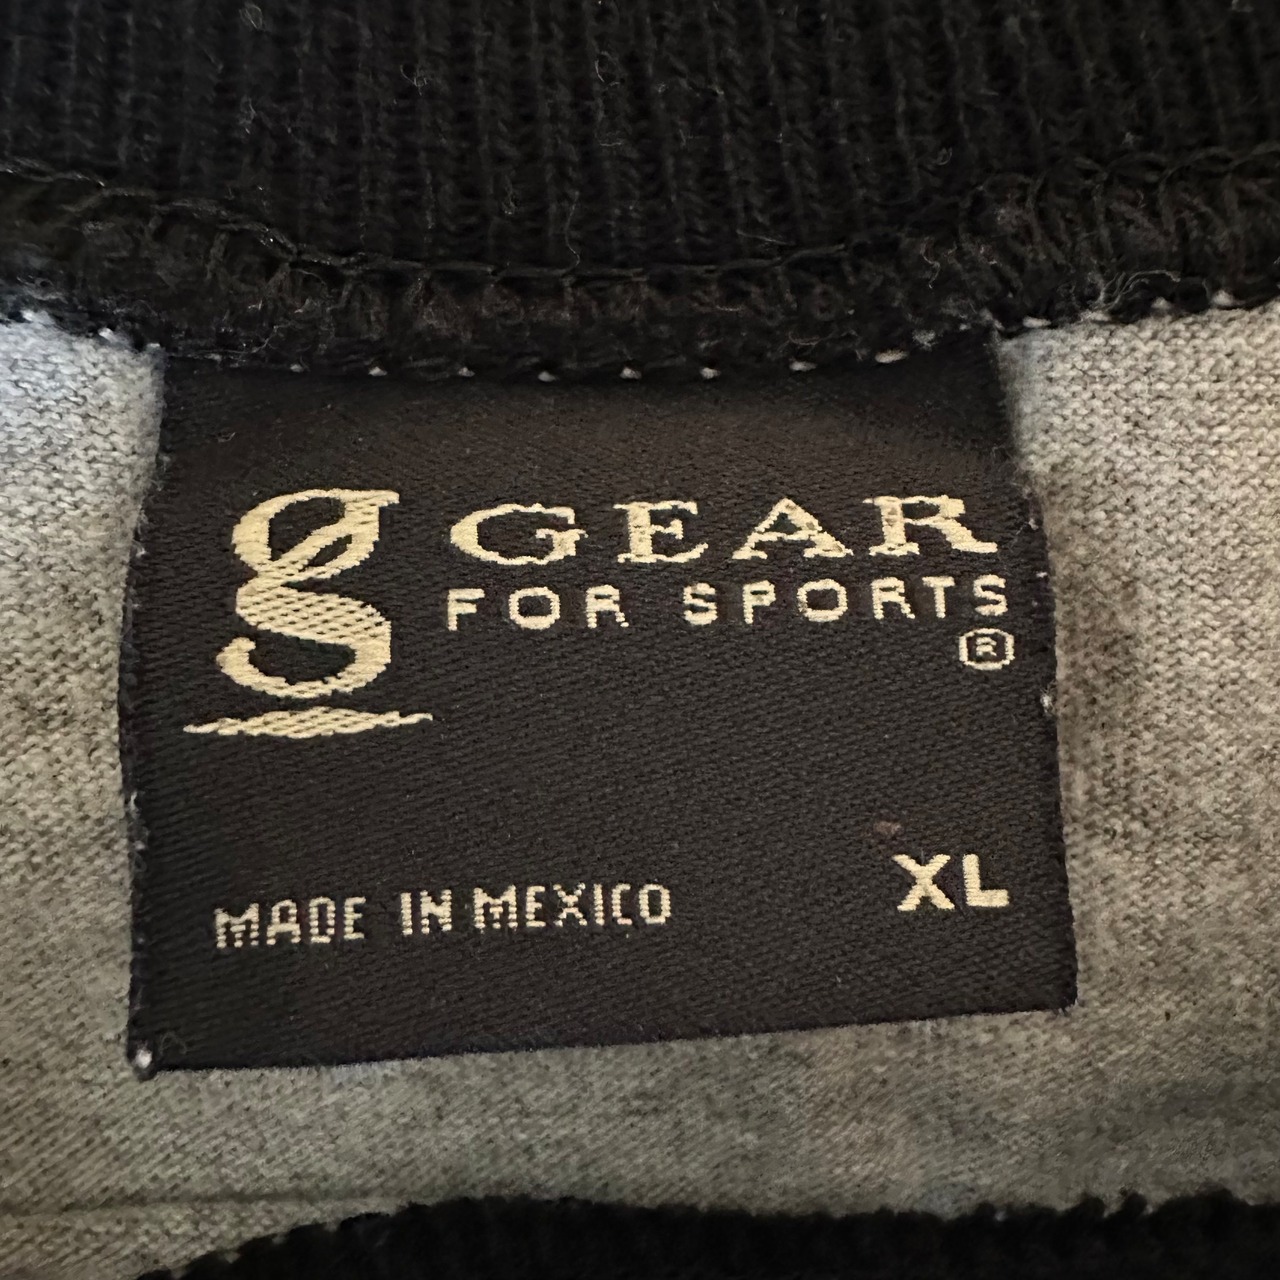 g GEAR
FOR SPORTS
®
XL
MADE IN MEXICO